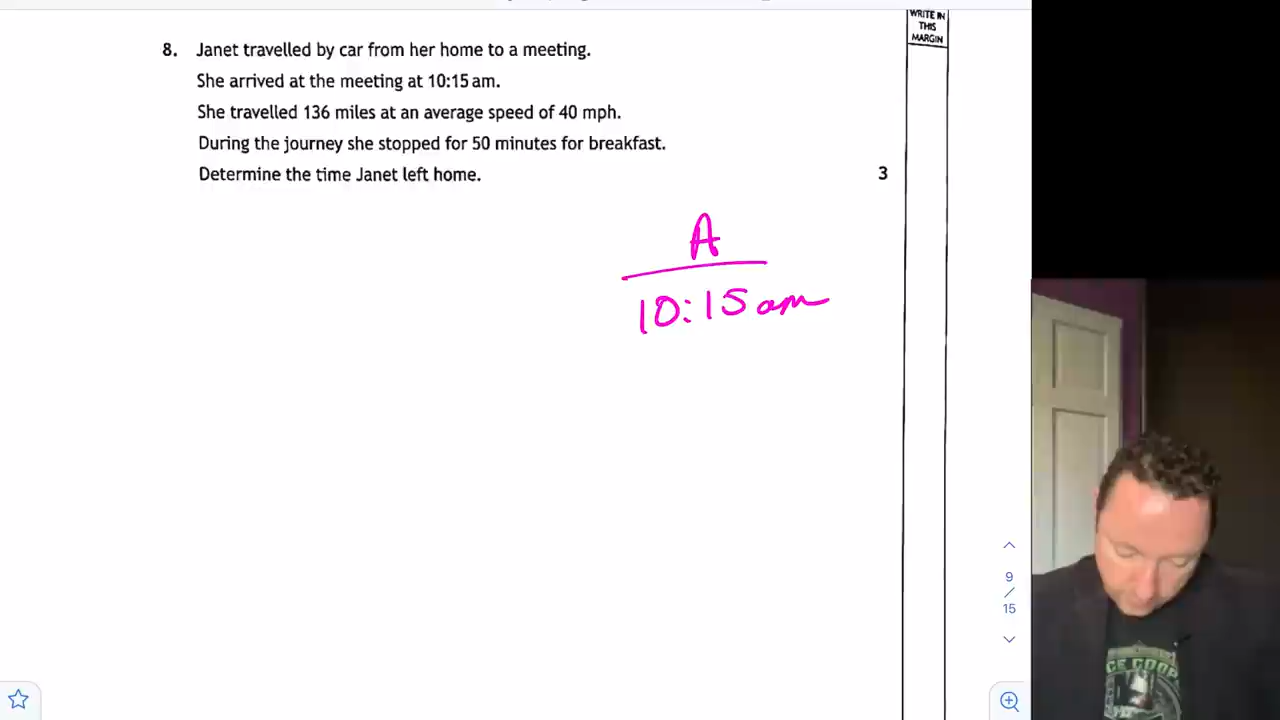 WRITE IN
THIS
MARGIN
8. Janet travelled by car from her home to a meeting.
She arrived at the meeting at 10:15 am.
She travelled 136 miles at an average speed of 40 mph.
During the journey she stopped for 50 minutes for breakfast.
Determine the time Janet left home. 3
A
10:15am
9
/
15